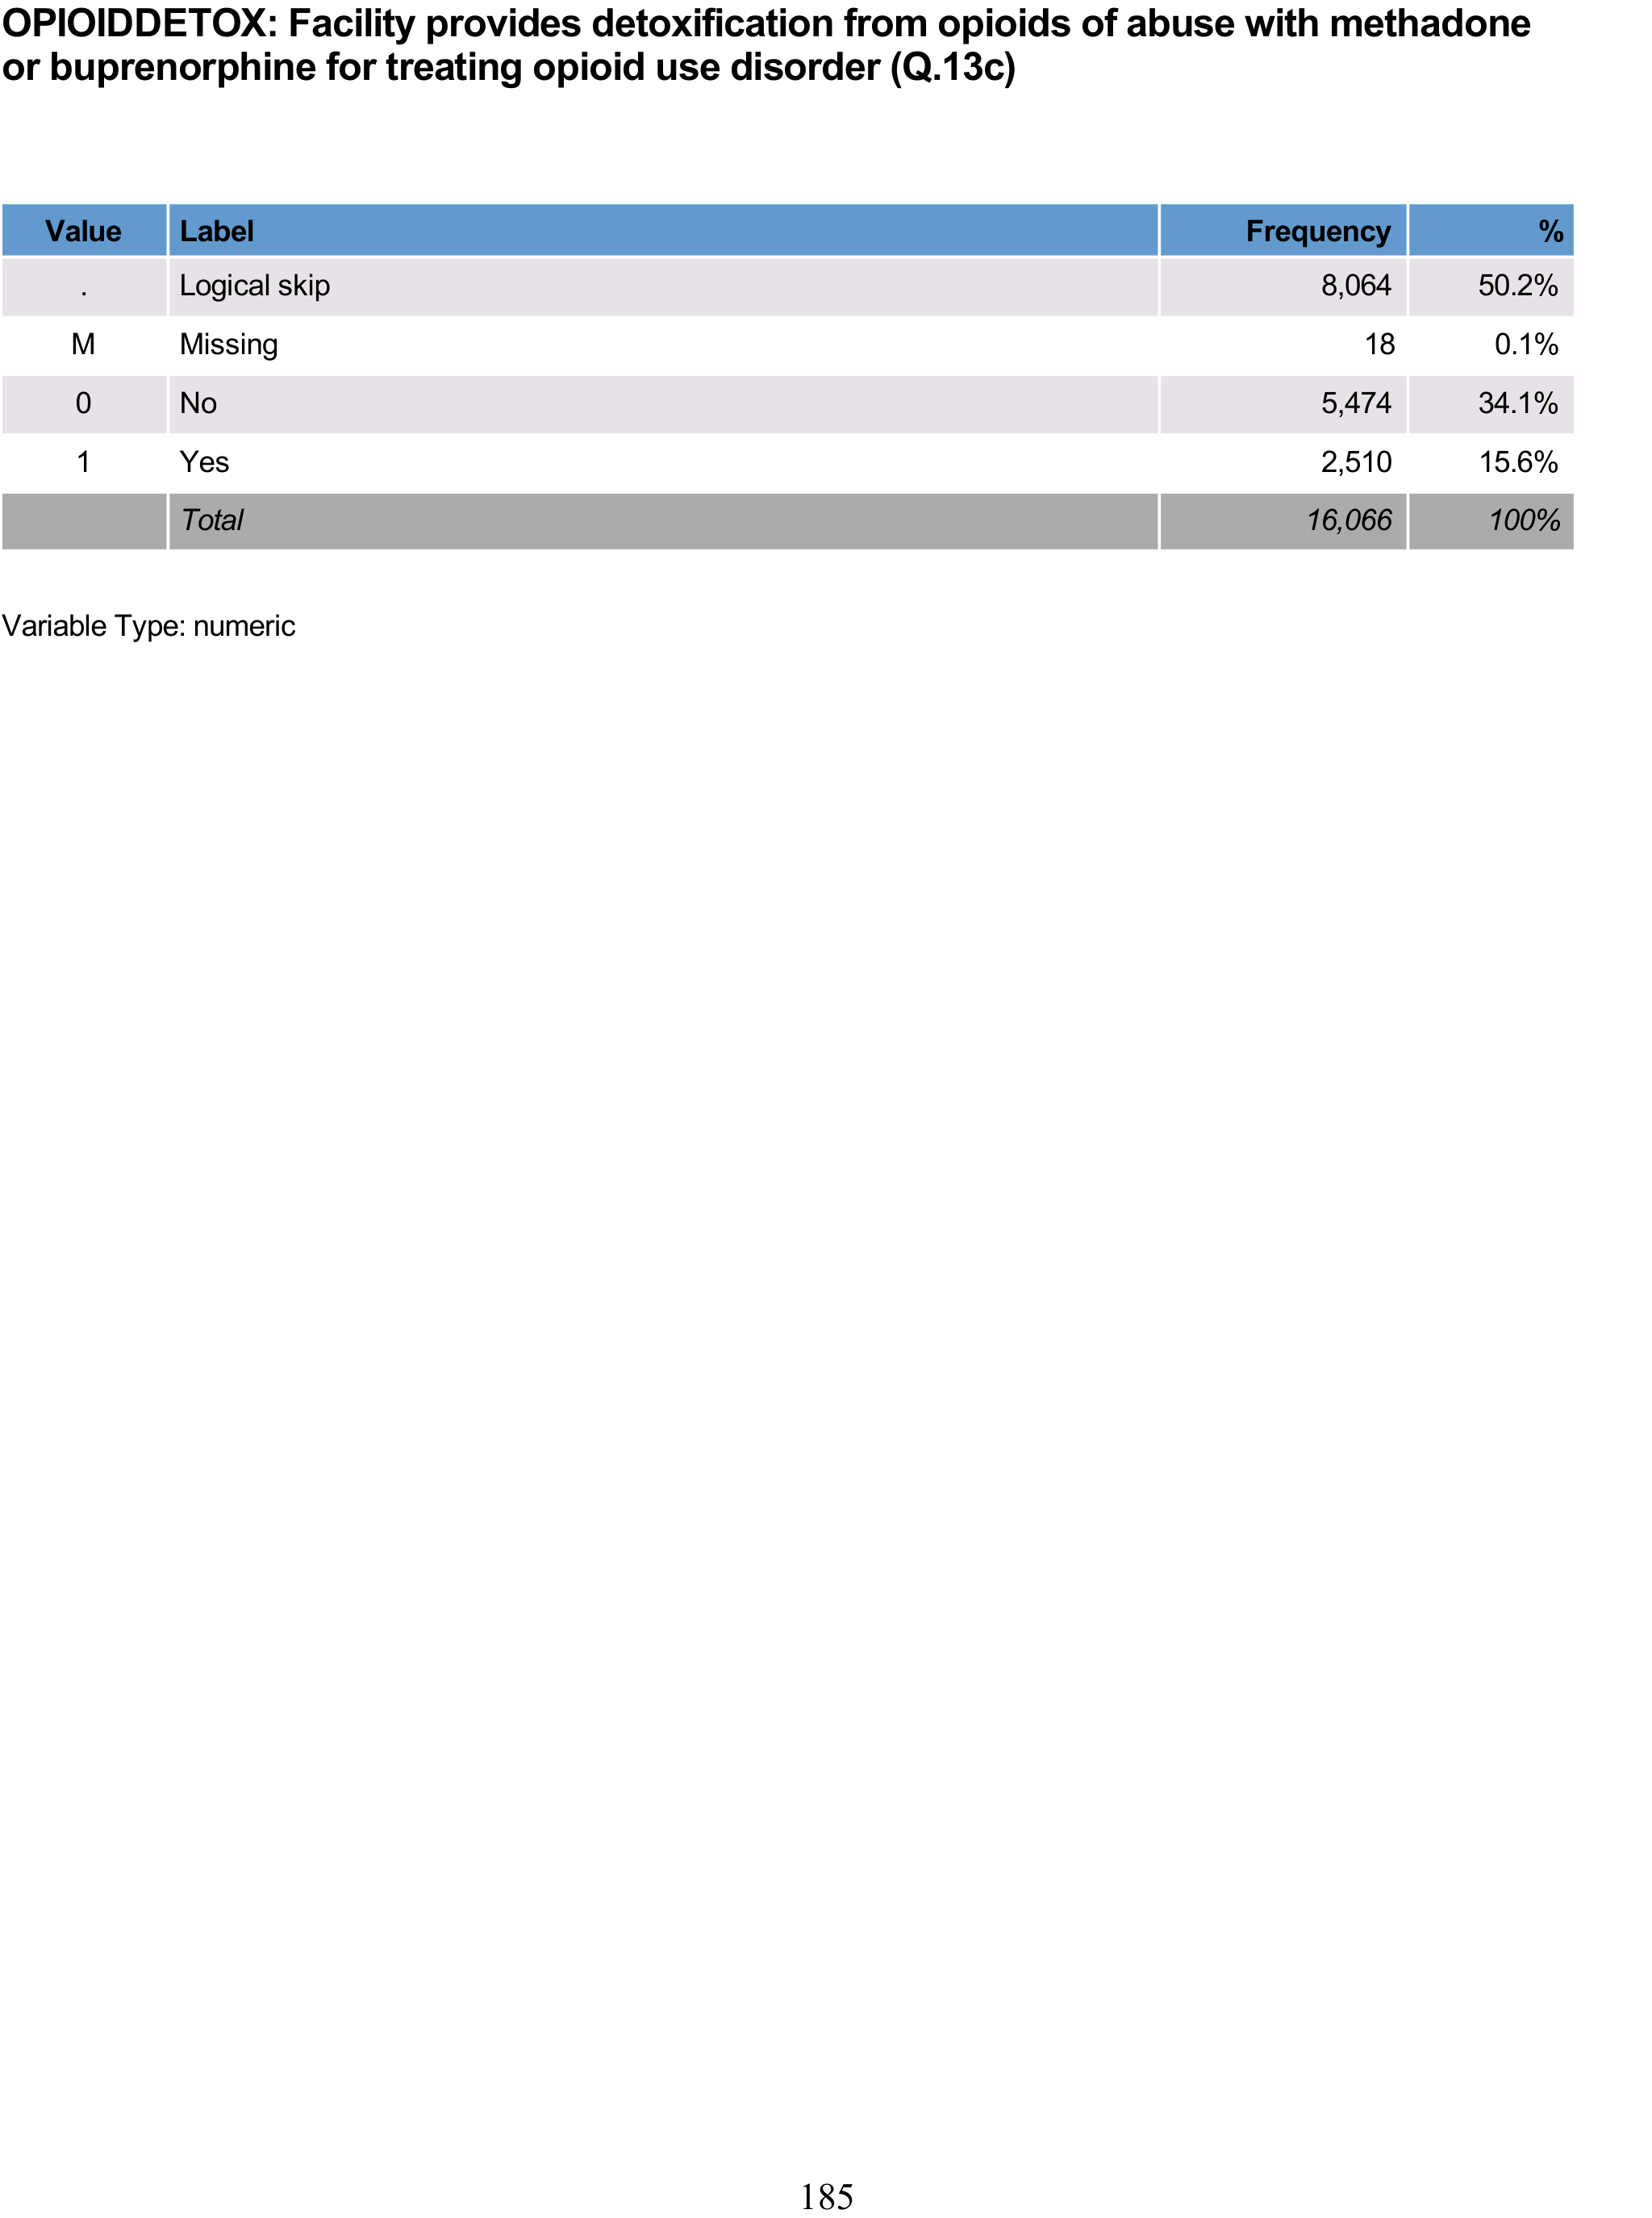 OPIOIDDETOX: Facility provides detoxification from opioids of abuse with methadone
or buprenorphine for treating opioid use disorder (Q.13c)
Value Label Frequency %
. Logical skip 8,064 50.2%
M Missing 18 0.1%
0 No 5,474 34.1%
1 Yes 2,510 15.6%
Total 16,066 100%
Variable Type: numeric
185